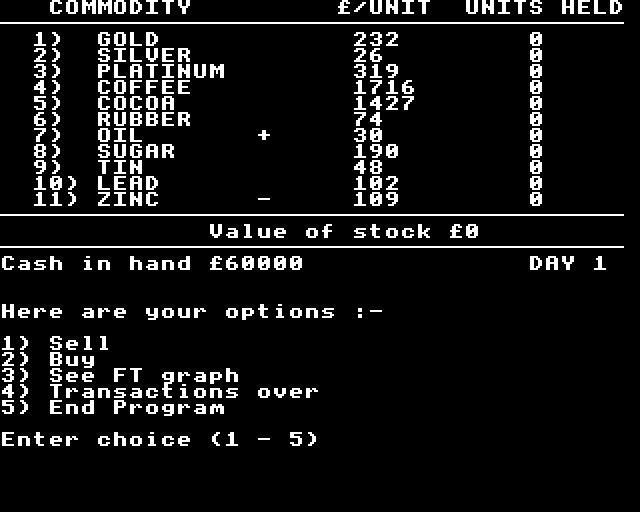 COMMODITY £/UNIT UNITS HELD
1) GOLD 232 0
2) SILVER 26 0
3) PLATINUM 319 0
4) COFFEE 1716 0
5) COCOA 1427 0
6) RUBBER 74 0
7) OIL + 30 0
8) SUGAR 190 0
9) TIN 48 0
10) LEAD 102 0
11) ZINC - 109 0
Value of stock £0
Cash in hand £60000 DAY 1
Here are your options :-
1) Sell
2) Buy
3) See FT graph
4) Transactions over
5) End Program
Enter choice (1 - 5)